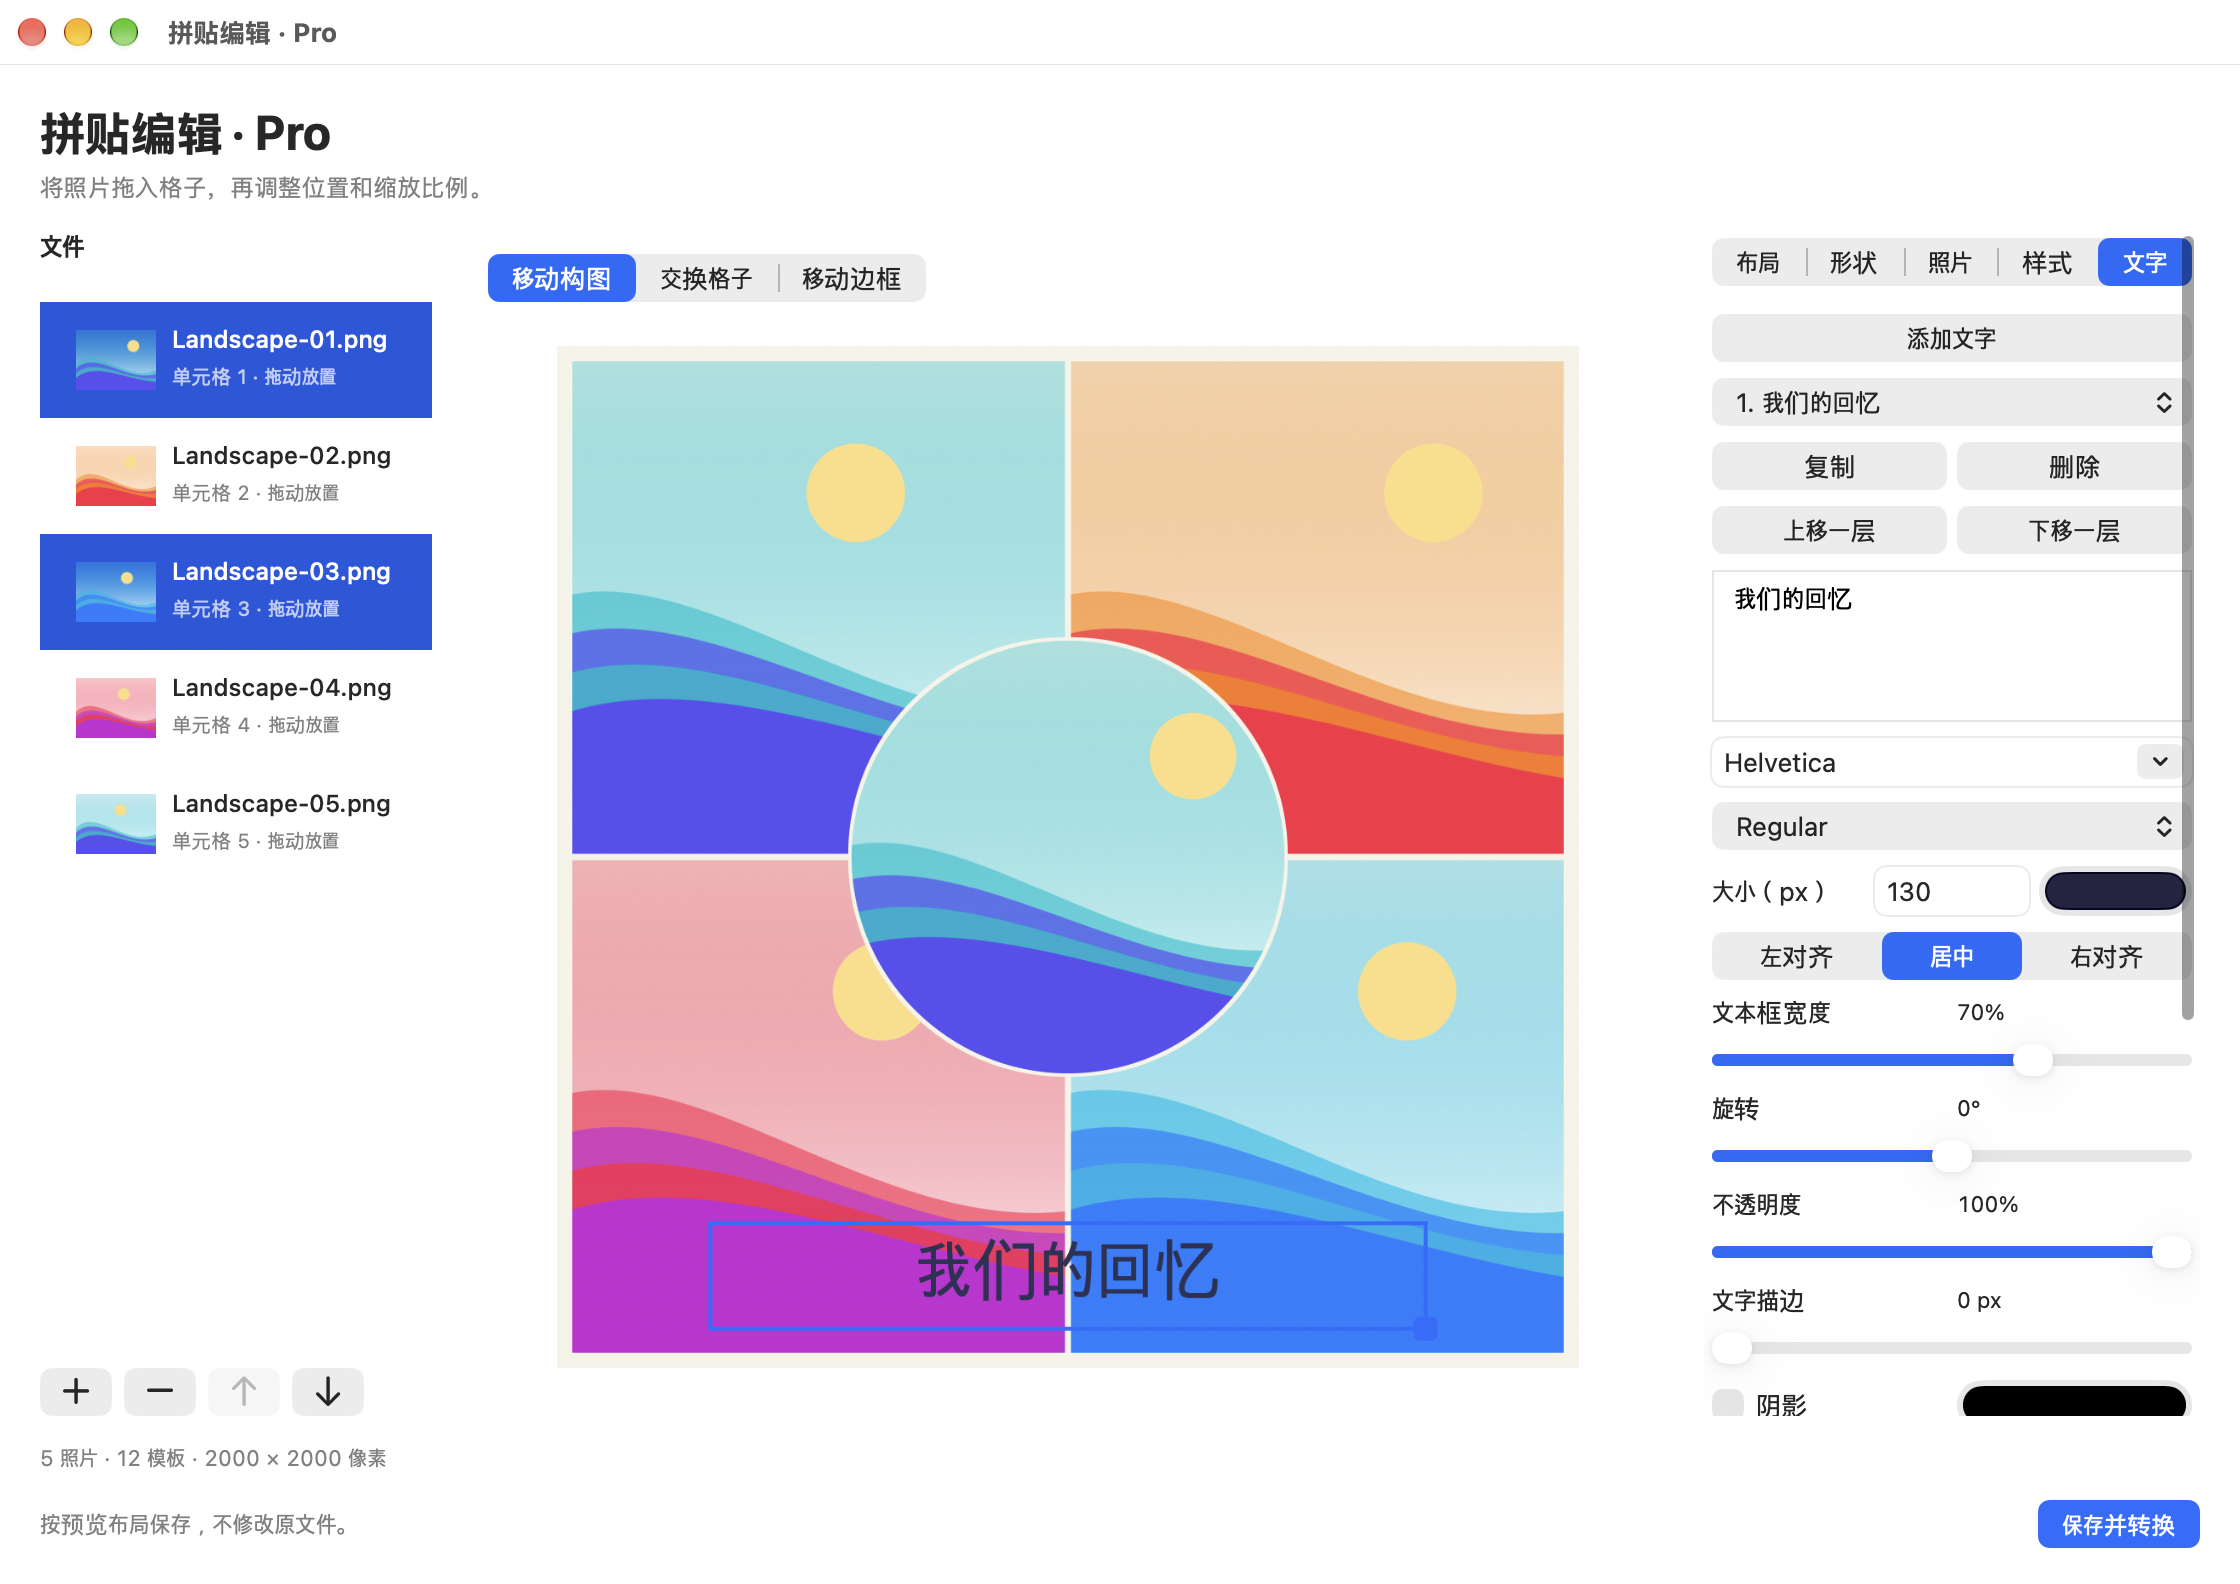 拼贴编辑 · Pro
拼贴编辑 · Pro
将照片拖入格子，再调整位置和缩放比例。
文件
Landscape-01.png
单元格 1 · 拖动放置
Landscape-02.png
单元格 2 · 拖动放置
Landscape-03.png
单元格 3 · 拖动放置
Landscape-04.png
单元格 4 · 拖动放置
Landscape-05.png
单元格 5 · 拖动放置
5 照片 · 12 模板 · 2000 × 2000 像素
按预览布局保存，不修改原文件。
移动构图 交换格子 移动边框
我们的回忆
布局 形状 照片 样式 文字
添加文字
1. 我们的回忆
复制 删除
上移一层 下移一层
我们的回忆
Helvetica
Regular
大小（px） 130
左对齐 居中 右对齐
文本框宽度 70%
旋转 0°
不透明度 100%
文字描边 0 px
阴影
保存并转换